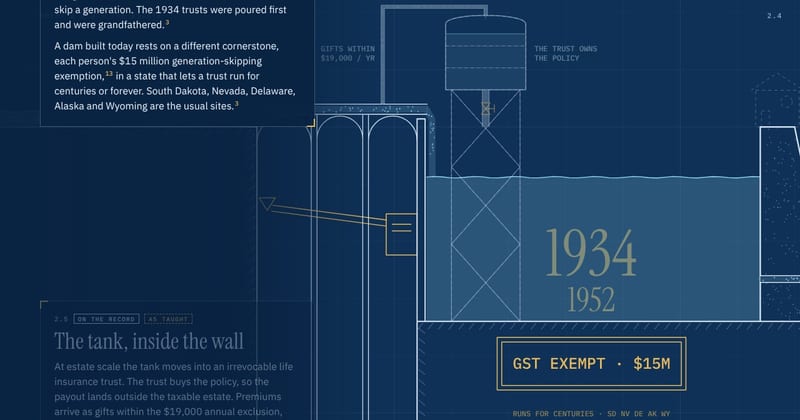 skip a generation. The 1934 trusts were poured first
and were grandfathered.³
A dam built today rests on a different cornerstone,
each person's $15 million generation-skipping
exemption,¹³ in a state that lets a trust run for
centuries or forever. South Dakota, Nevada, Delaware,
Alaska and Wyoming are the usual sites.³
2.4
GIFTS WITHIN
$19,000 / YR
THE TRUST OWNS
THE POLICY
1934
1952
GST EXEMPT · $15M
RUNS FOR CENTURIES · SD NV DE AK WY
2.5 ON THE RECORD AS TAUGHT
The tank, inside the wall
At estate scale the tank moves into an irrevocable life
insurance trust. The trust buys the policy, so the
payout lands outside the taxable estate. Premiums
arrive as gifts within the $19,000 annual exclusion,